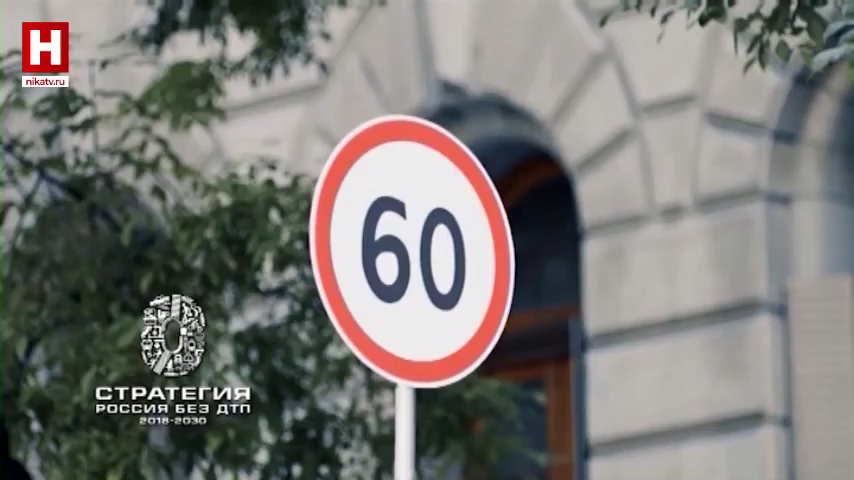 Н
nikatv.ru
60
СТРАТЕГИЯ
РОССИЯ БЕЗ ДТП
2018-2030